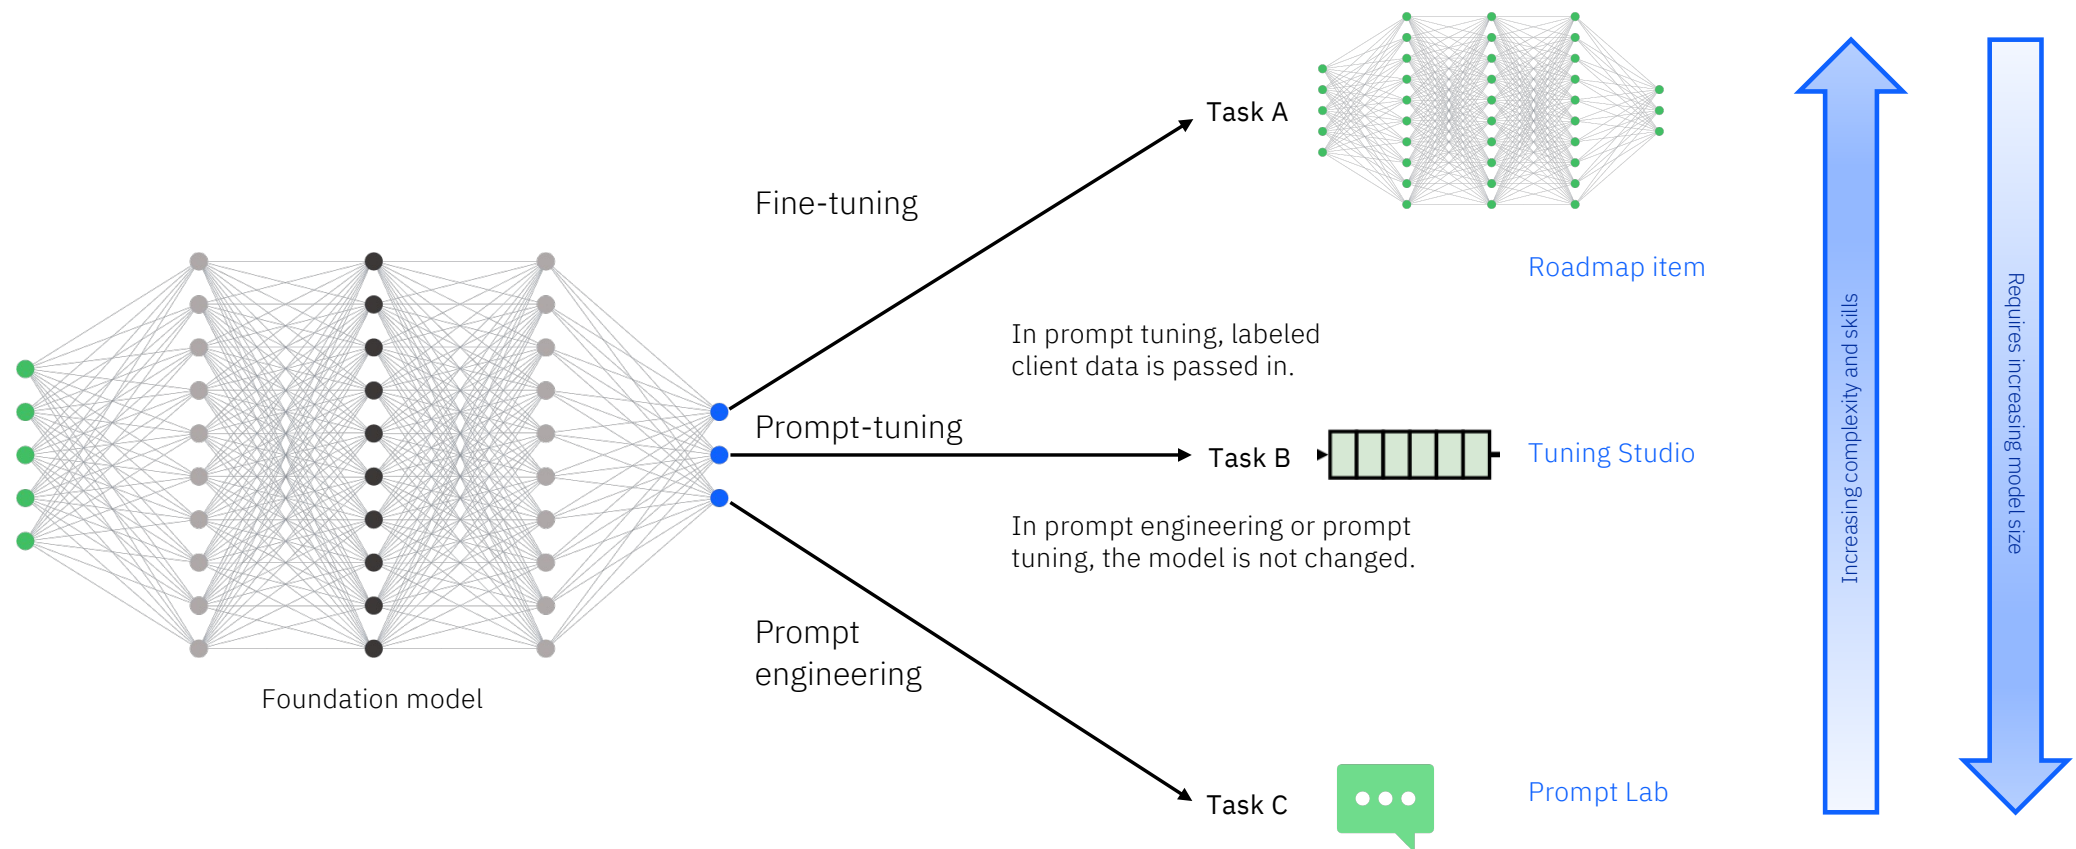 Task A
Fine-tuning
Roadmap item
In prompt tuning, labeled
client data is passed in.
Prompt-tuning
Task B
Tuning Studio
In prompt engineering or prompt
tuning, the model is not changed.
Prompt
engineering
Foundation model
Task C
Prompt Lab
Increasing complexity and skills
Requires increasing model size